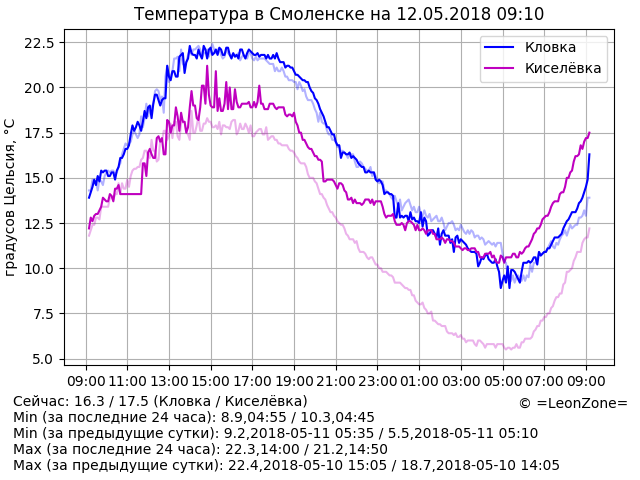 Температура в Смоленске на 12.05.2018 09:10
градусов Цельсия, °C
22.5
20.0
17.5
15.0
12.5
10.0
7.5
5.0
Кловка
Киселёвка
09:00 11:00 13:00 15:00 17:00 19:00 21:00 23:00 01:00 03:00 05:00 07:00 09:00
Сейчас: 16.3 / 17.5 (Кловка / Киселёвка)
© =LeonZone=
Min (за последние 24 часа): 8.9,04:55 / 10.3,04:45
Min (за предыдущие сутки): 9.2,2018-05-11 05:35 / 5.5,2018-05-11 05:10
Max (за последние 24 часа): 22.3,14:00 / 21.2,14:50
Max (за предыдущие сутки): 22.4,2018-05-10 15:05 / 18.7,2018-05-10 14:05